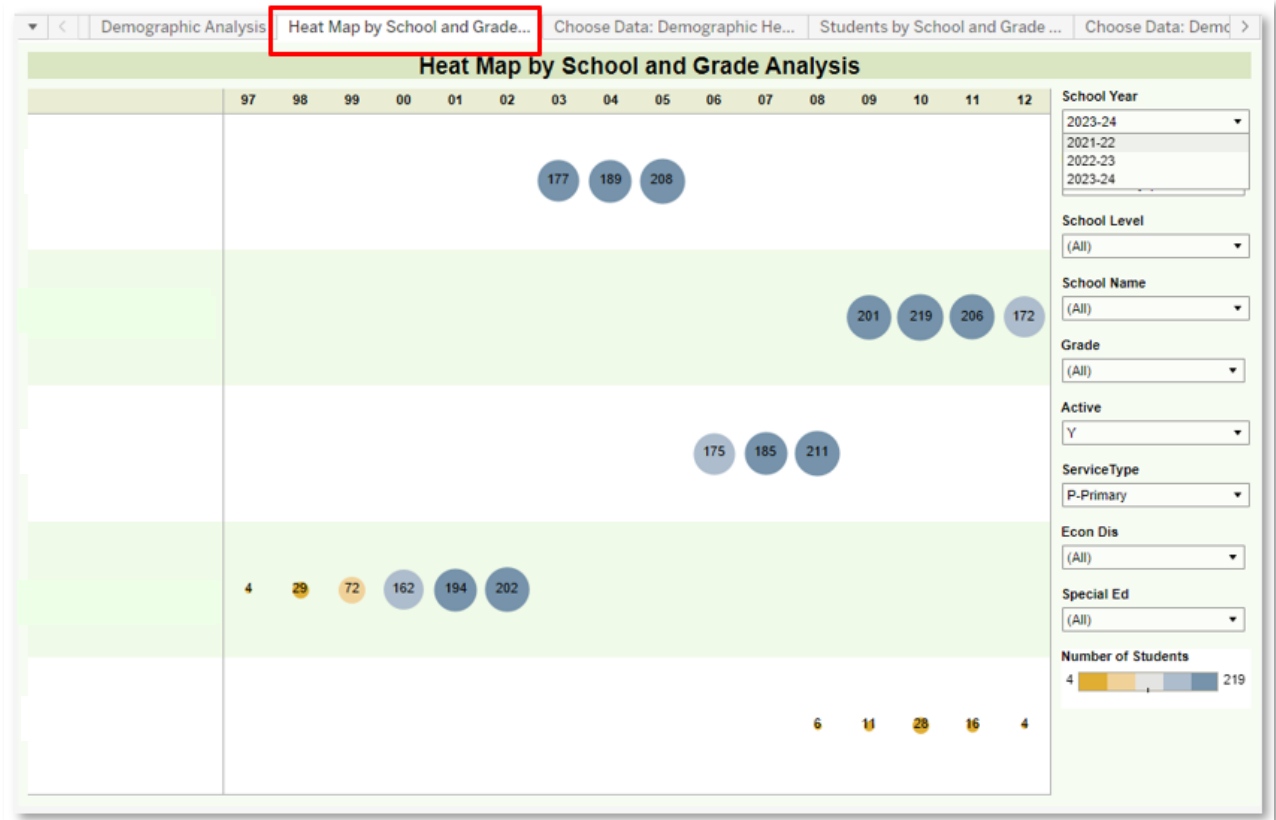 Demographic Analysis
Heat Map by School and Grade...
Choose Data: Demographic He...
Students by School and Grade ...
Choose Data: Demo
Heat Map by School and Grade Analysis
97 98 99 00 01 02 03 04 05 06 07 08 09 10 11 12
177 189 208
201 219 206 172
175 185 211
4 29 72 162 194 202
6 11 28 16 4
School Year
2023-24
2021-22
2022-23
2023-24
School Level
(All)
School Name
(All)
Grade
(All)
Active
Y
ServiceType
P-Primary
Econ Dis
(All)
Special Ed
(All)
Number of Students
4 219